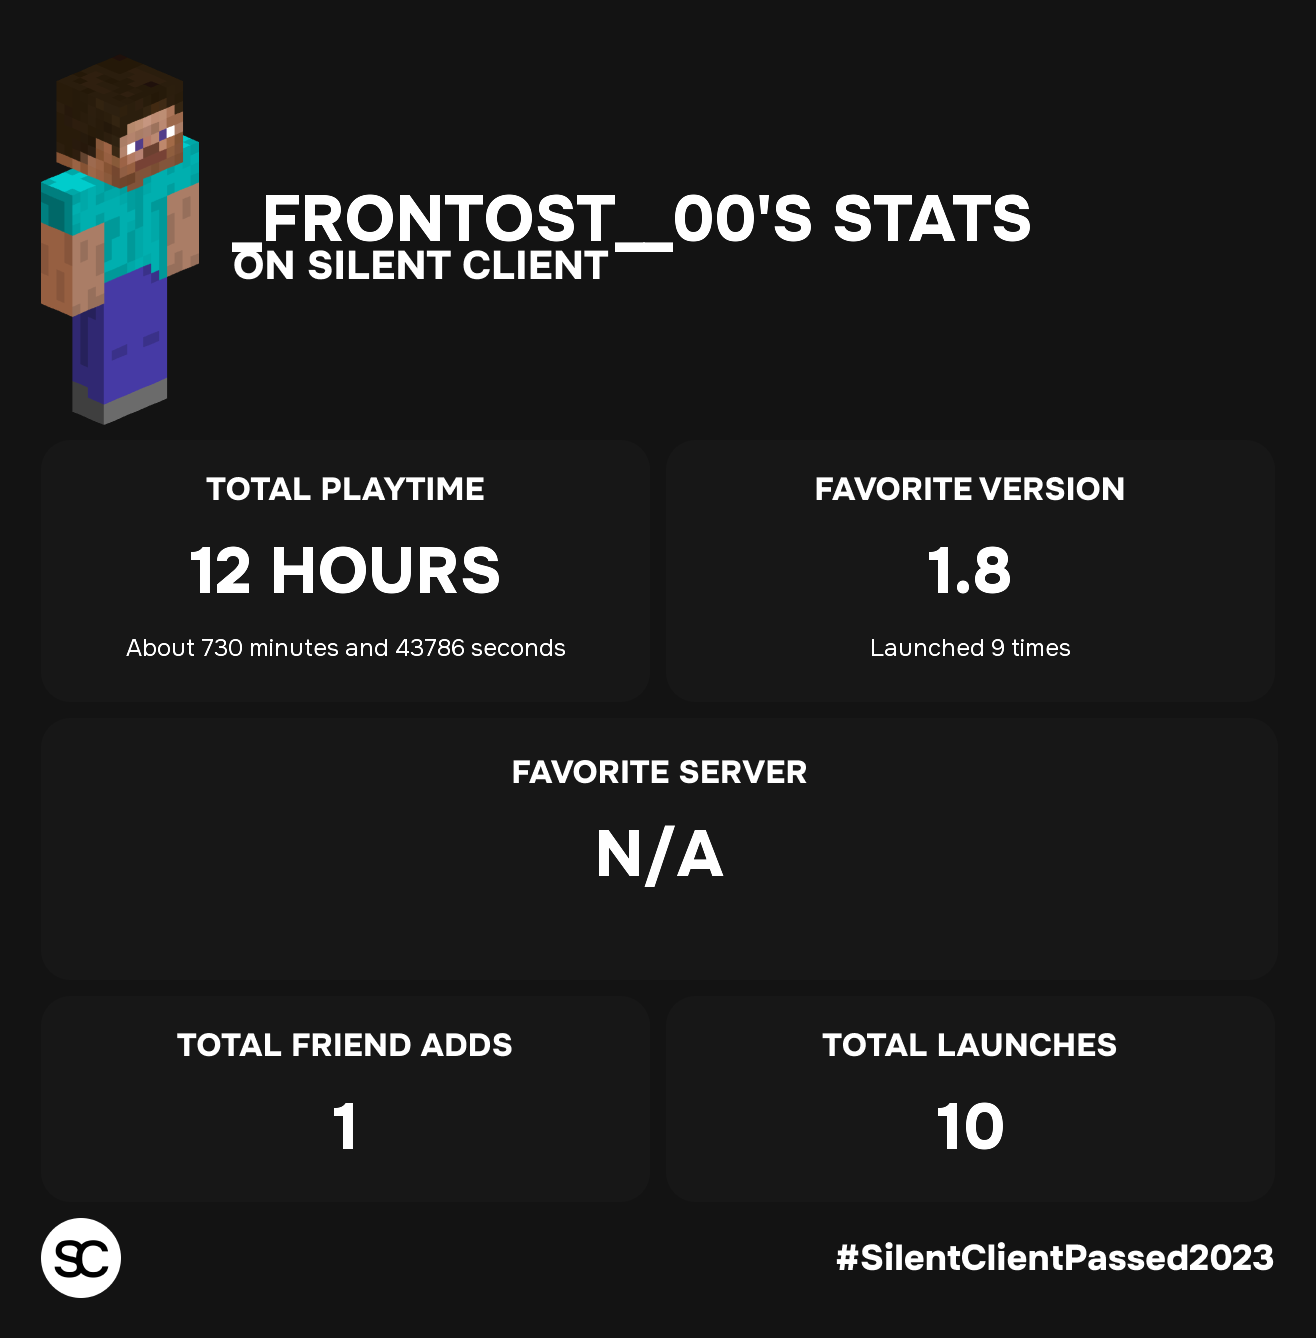 _FRONTOST__00'S STATS
ON SILENT CLIENT
TOTAL PLAYTIME
12 HOURS
About 730 minutes and 43786 seconds
FAVORITE VERSION
1.8
Launched 9 times
FAVORITE SERVER
N/A
TOTAL FRIEND ADDS
1
TOTAL LAUNCHES
10
SC
#SilentClientPassed2023